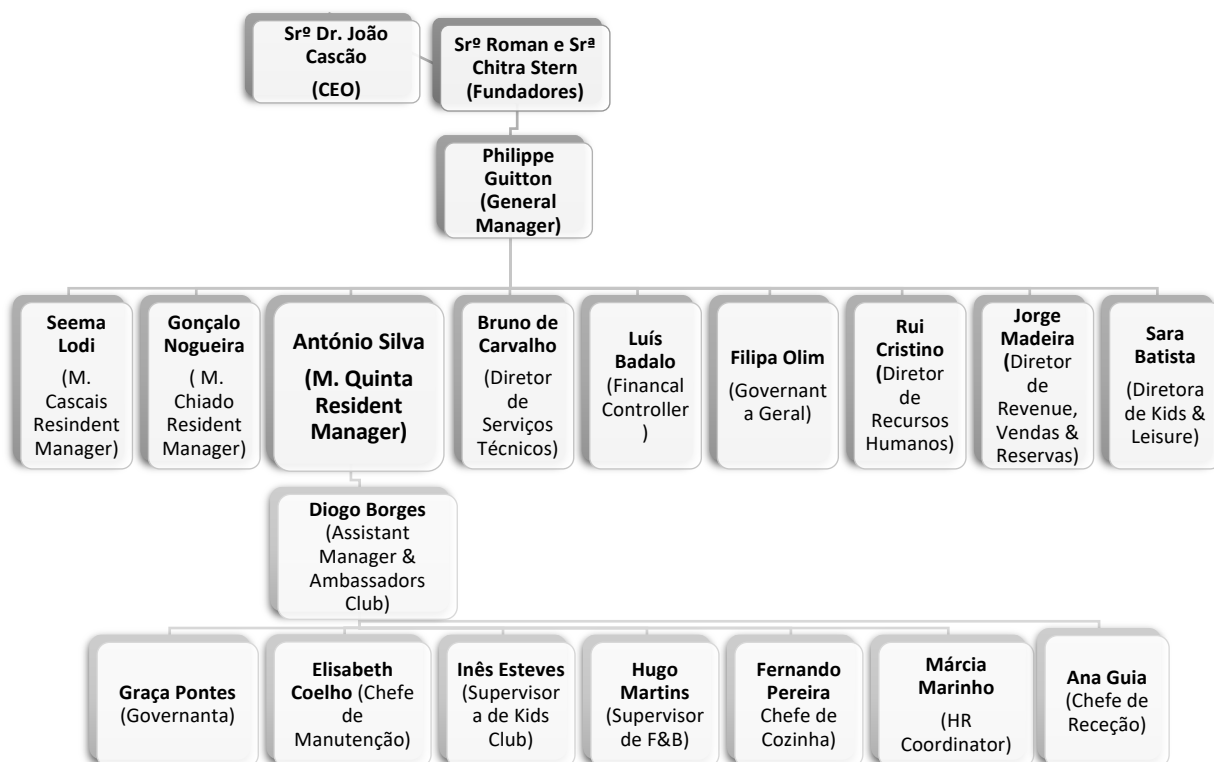 Srº Dr. João
Cascão
(CEO)
Srº Roman e Srª
Chitra Stern
(Fundadores)
Philippe
Guitton
(General
Manager)
Seema
Lodi
(M.
Cascais
Resindent
Manager)
Gonçalo
Nogueira
( M.
Chiado
Resident
Manager)
António Silva
(M. Quinta
Resident
Manager)
Bruno de
Carvalho
(Diretor
de
Serviços
Técnicos)
Luís
Badalo
(Financal
Controller
)
Filipa Olim
(Governant
a Geral)
Rui
Cristino
(Diretor
de
Recursos
Humanos)
Jorge
Madeira
(Diretor
de
Revenue,
Vendas &
Reservas)
Sara
Batista
(Diretora
de Kids &
Leisure)
Diogo Borges
(Assistant
Manager &
Ambassadors
Club)
Graça Pontes
(Governanta)
Elisabeth
Coelho (Chefe
de
Manutenção)
Inês Esteves
(Supervisor
a de Kids
Club)
Hugo
Martins
(Supervisor
de F&B)
Fernando
Pereira
Chefe de
Cozinha)
Márcia
Marinho
(HR
Coordinator)
Ana Guia
(Chefe de
Receção)